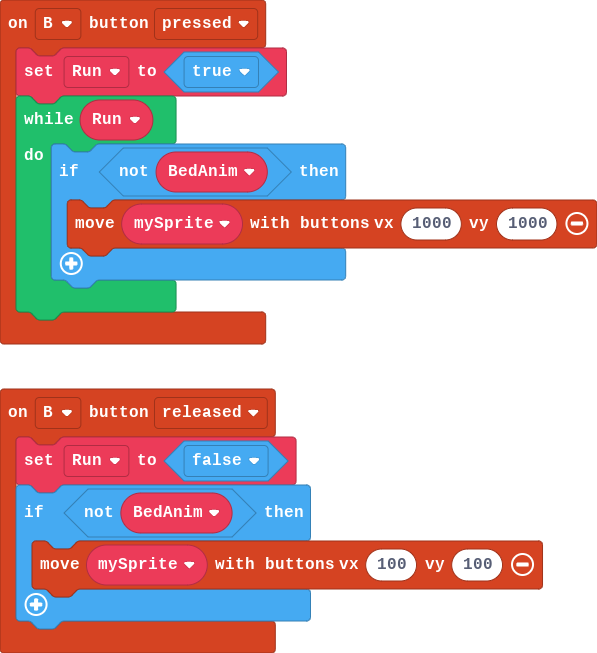 on B button pressed
set Run to true
while Run
do
if not BedAnim then
move mySprite with buttons vx 1000 vy 1000
on B button released
set Run to false
if not BedAnim then
move mySprite with buttons vx 100 vy 100